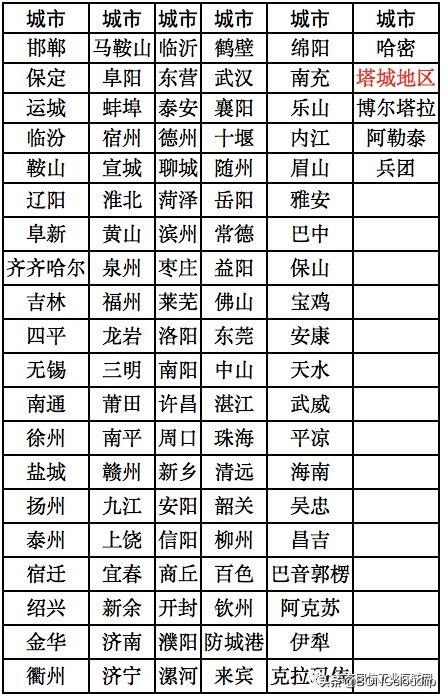 城市 城市 城市 城市 城市 城市
邯郸 马鞍山 临沂 鹤壁 绵阳 哈密
保定 阜阳 东营 武汉 南充 塔城地区
运城 蚌埠 泰安 襄阳 乐山 博尔塔拉
临汾 宿州 德州 十堰 内江 阿勒泰
鞍山 宣城 聊城 随州 眉山 兵团
辽阳 淮北 菏泽 岳阳 雅安
阜新 黄山 滨州 常德 巴中
齐齐哈尔 泉州 枣庄 益阳 保山
吉林 福州 莱芜 佛山 宝鸡
四平 龙岩 洛阳 东莞 安康
无锡 三明 南阳 中山 天水
南通 莆田 许昌 湛江 武威
徐州 南平 周口 珠海 平凉
盐城 赣州 新乡 清远 海南
扬州 九江 安阳 韶关 吴忠
泰州 上饶 信阳 柳州 昌吉
宿迁 宜春 商丘 百色 巴音郭楞
绍兴 新余 开封 钦州 阿克苏
金华 济南 濮阳 防城港 伊犁
衢州 济宁 漯河 来宾 克拉